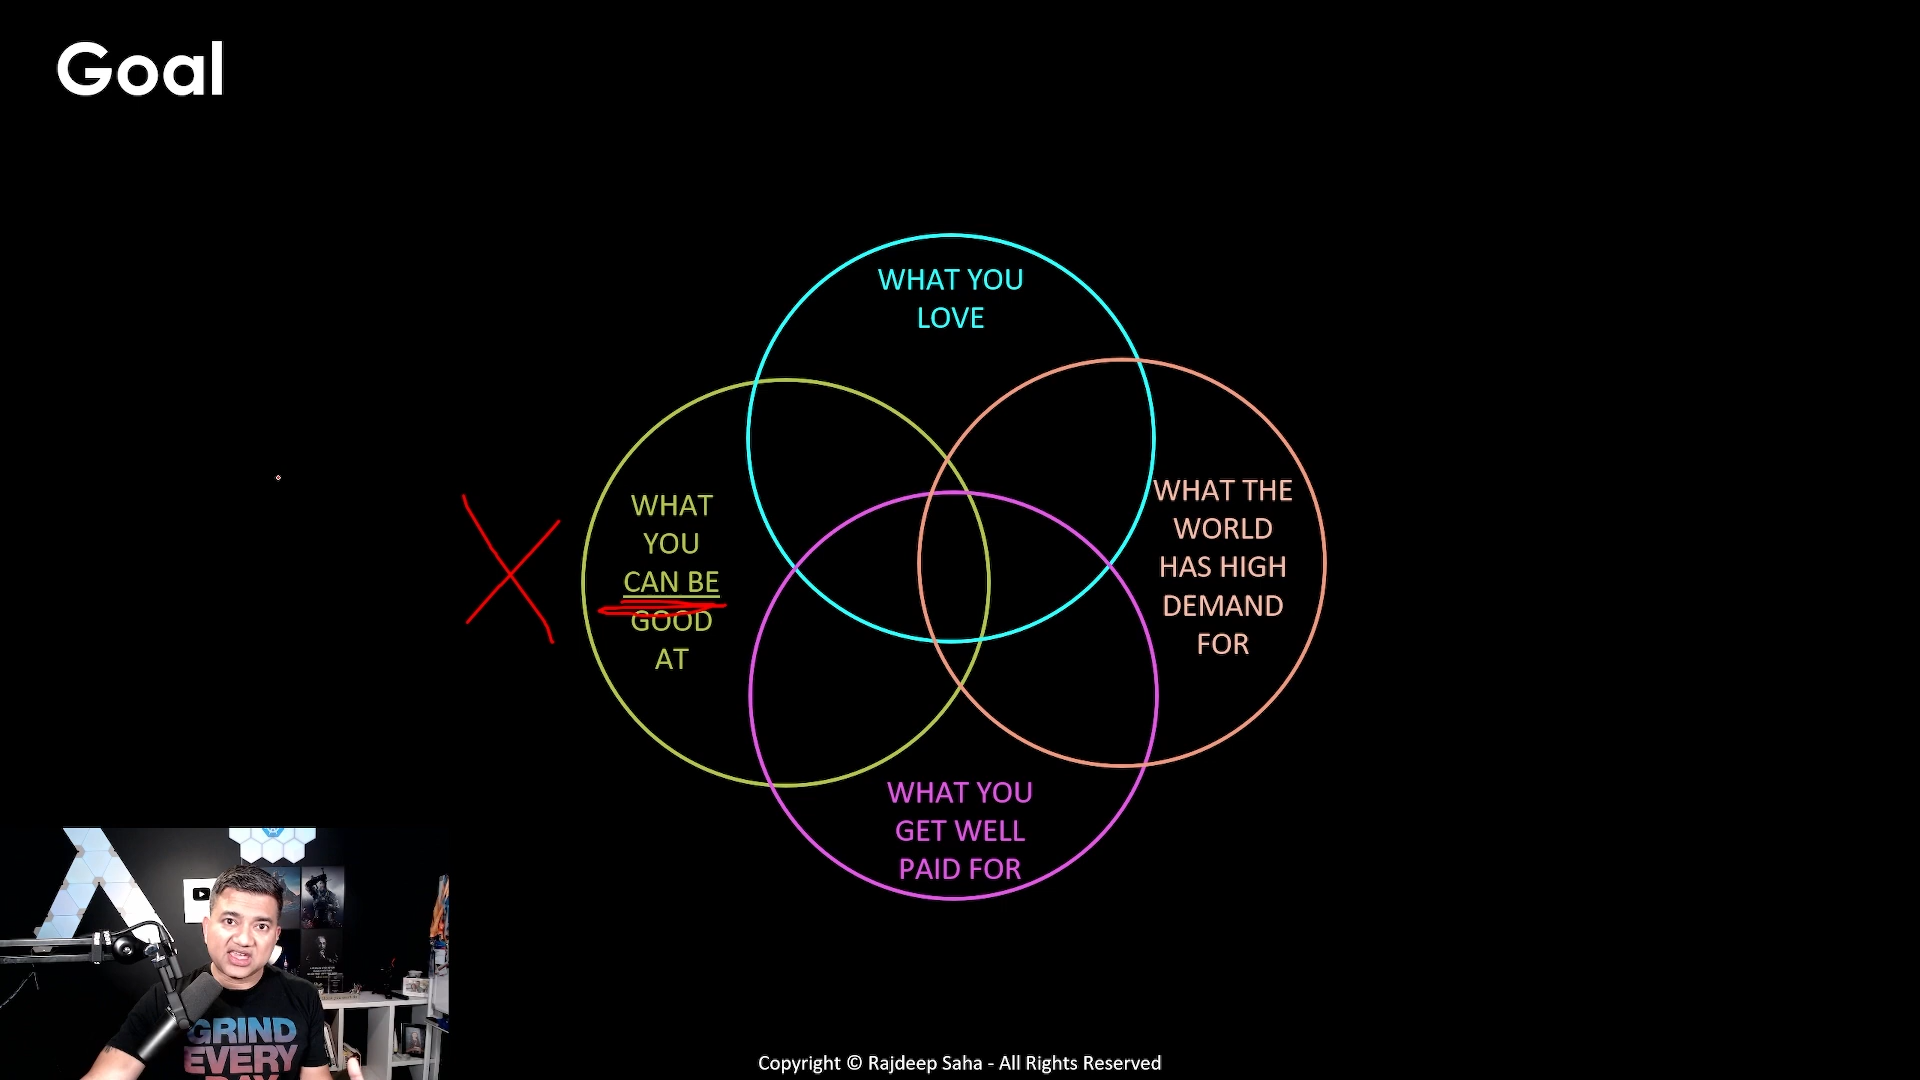 Goal
WHAT YOU
LOVE
WHAT
YOU
CAN BE
GOOD
AT
WHAT THE
WORLD
HAS HIGH
DEMAND
FOR
WHAT YOU
GET WELL
PAID FOR
GRIND
EVERY
DAY
Copyright © Rajdeep Saha - All Rights Reserved